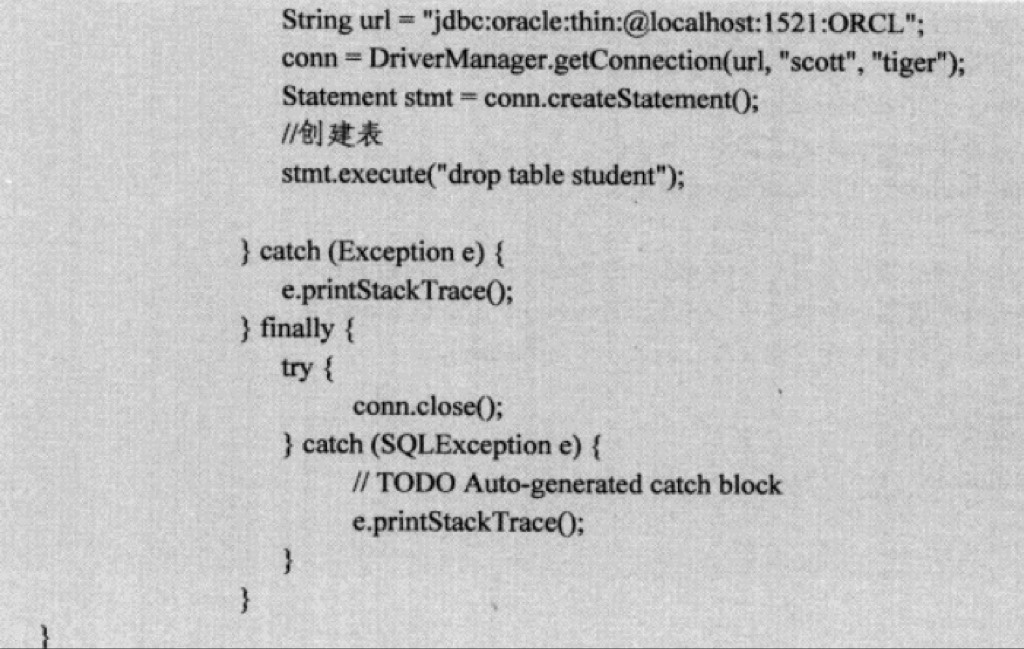 String url = "jdbc:oracle:thin:@localhost:1521:ORCL";
conn = DriverManager.getConnection(url, "scott", "tiger");
Statement stmt = conn.createStatement();
//创建表
stmt.execute("drop table student");
} catch (Exception e) {
e.printStackTrace();
} finally {
try {
conn.close();
} catch (SQLException e) {
// TODO Auto-generated catch block
e.printStackTrace();
}
}
}